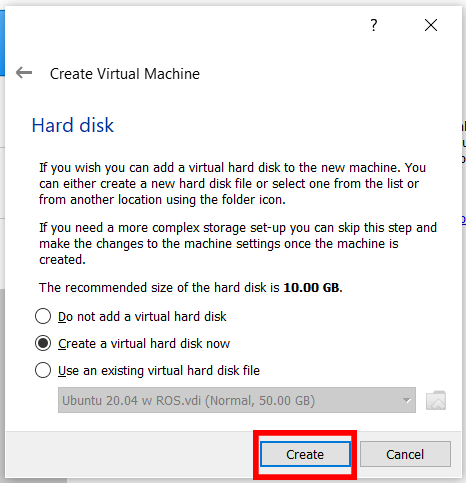 ?
Create Virtual Machine
Hard disk
If you wish you can add a virtual hard disk to the new machine. You
can either create a new hard disk file or select one from the list or
from another location using the folder icon.
If you need a more complex storage set-up you can skip this step and
make the changes to the machine settings once the machine is
created.
The recommended size of the hard disk is 10.00 GB.
Do not add a virtual hard disk
Create a virtual hard disk now
Use an existing virtual hard disk file
Ubuntu 20.04 w ROS.vdi (Normal, 50.00 GB)
Create Cancel